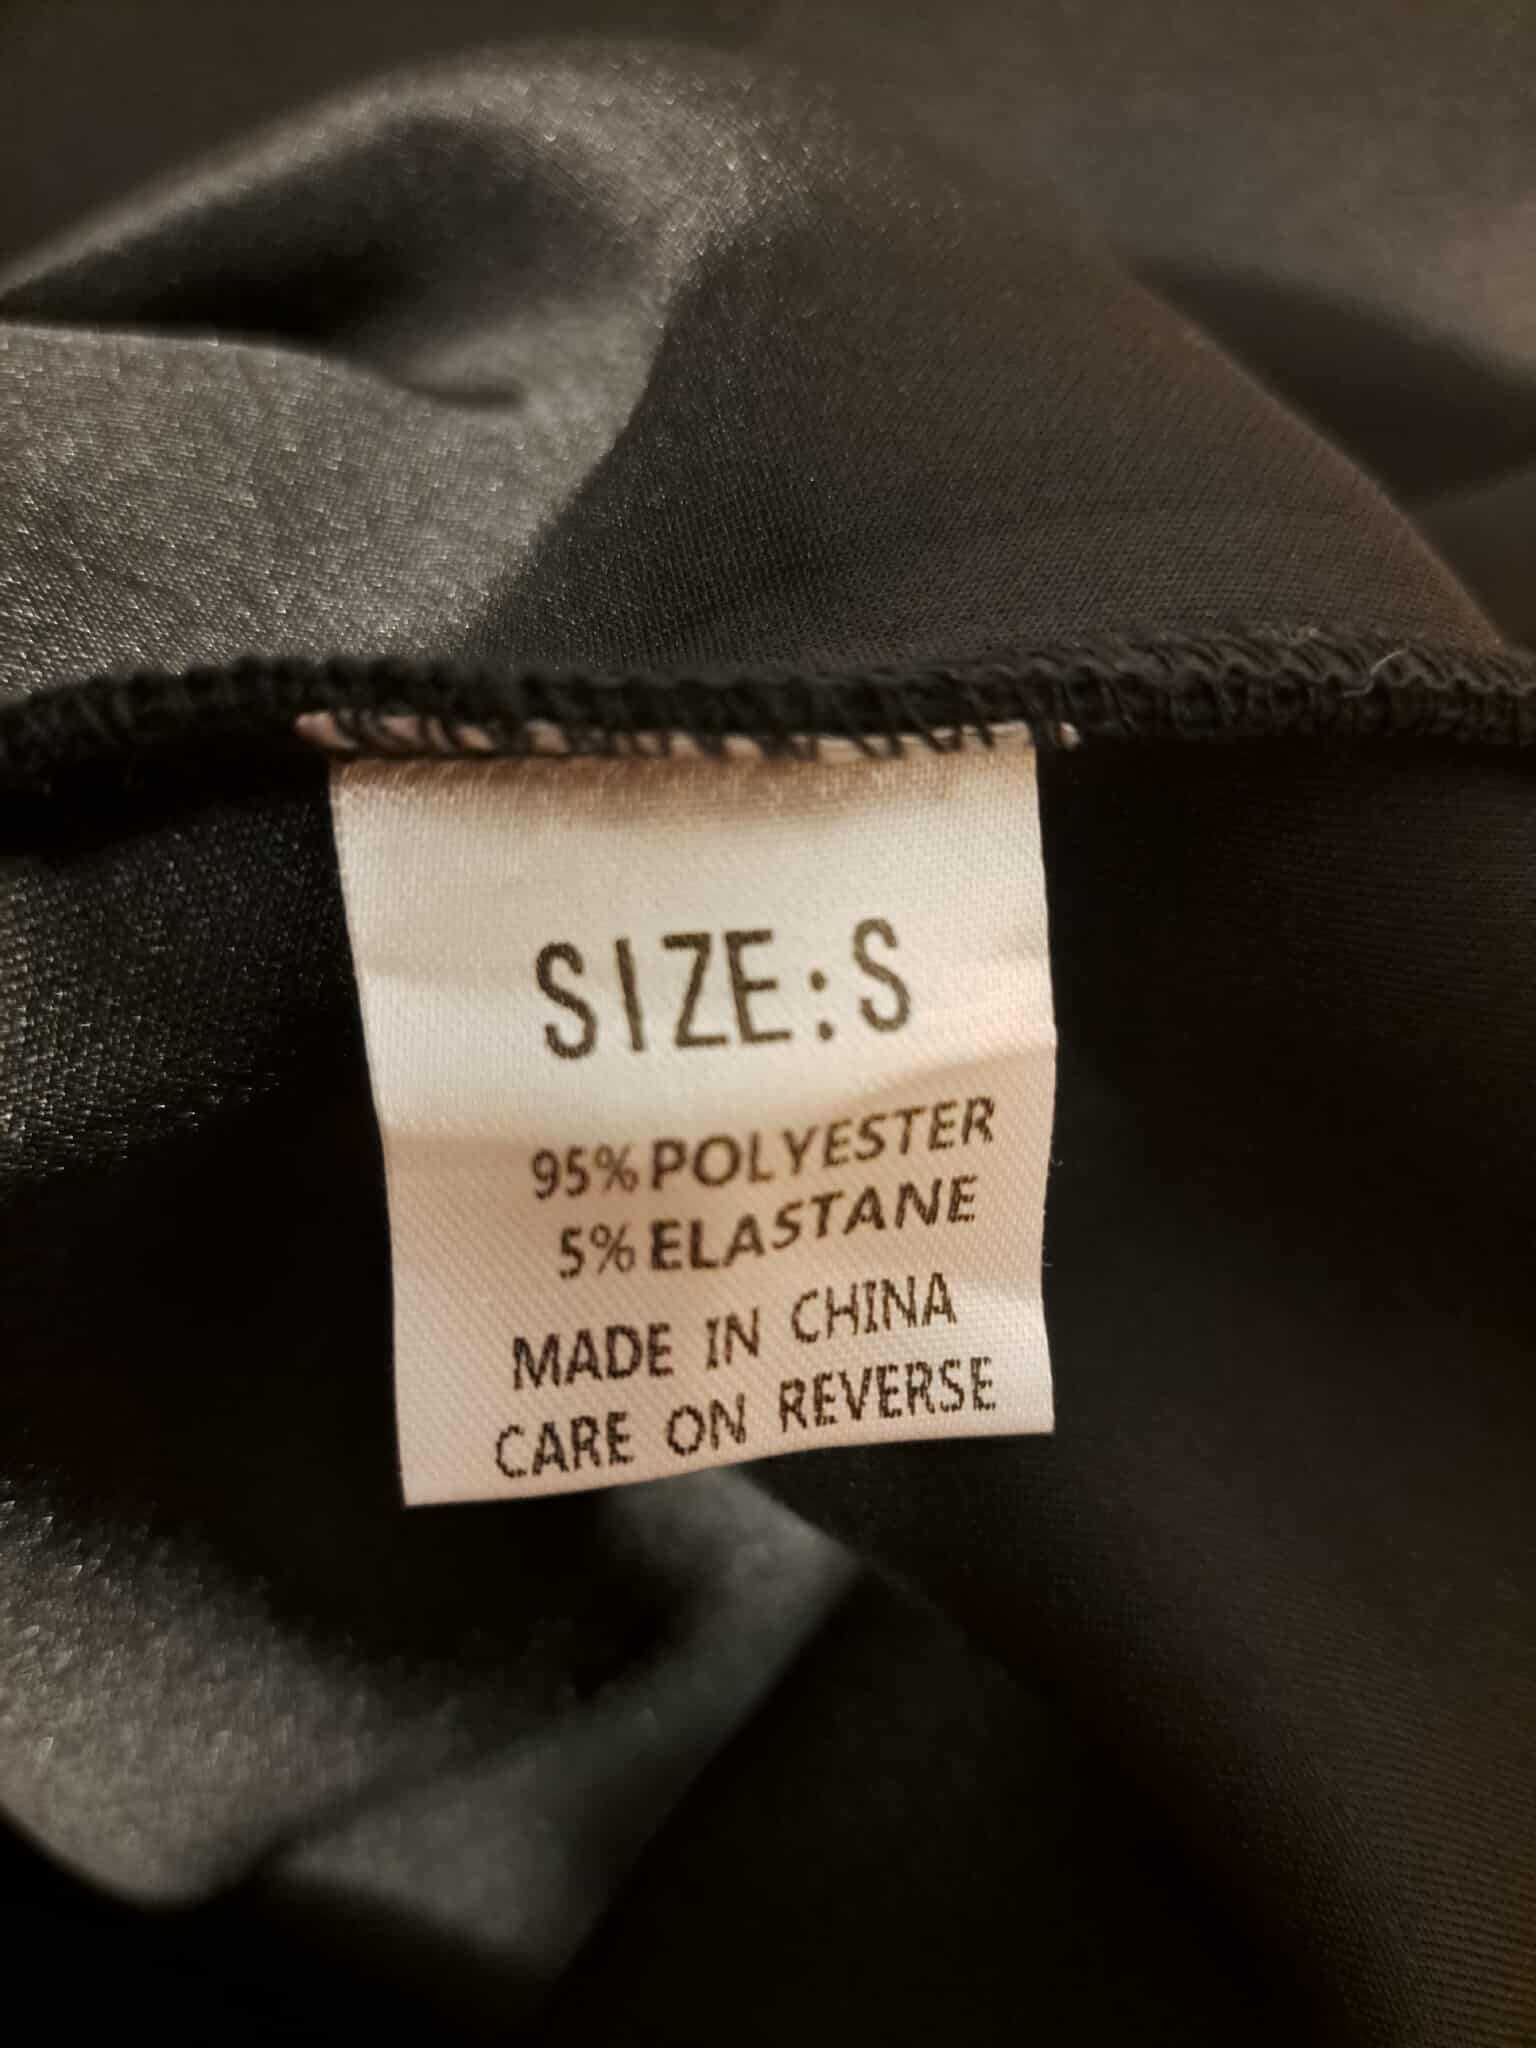 SIZE:S
95%POLYESTER
5%ELASTANE
MADE IN CHINA
CARE ON REVERSE